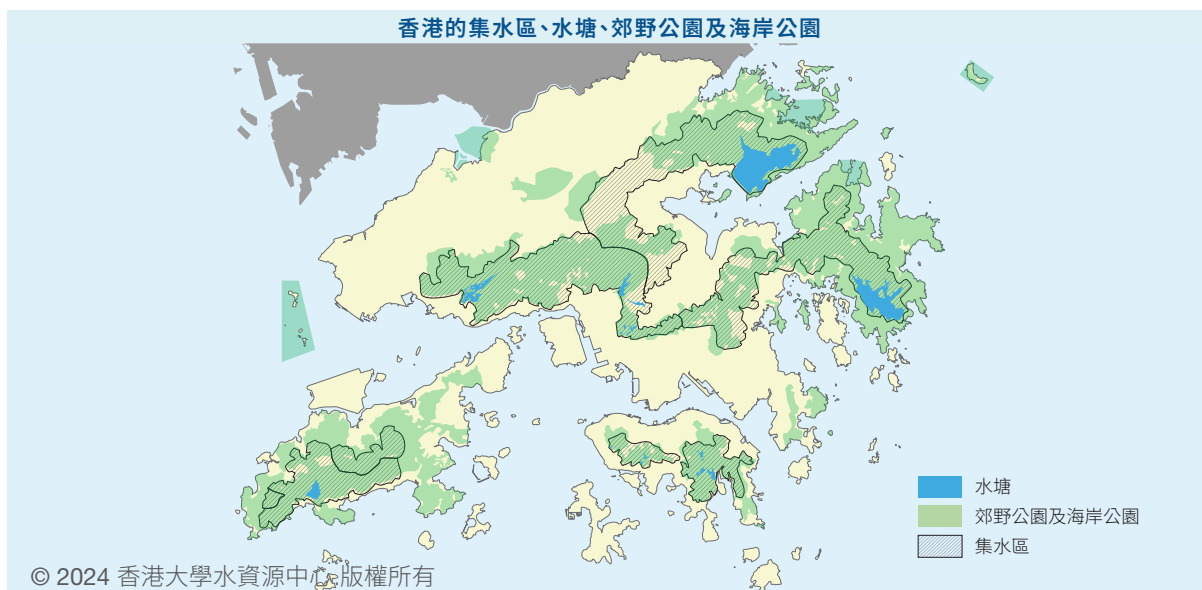 香港的集水區、水塘、郊野公園及海岸公園
水塘
郊野公園及海岸公園
集水區
© 2024 香港大學水資源中心 版權所有